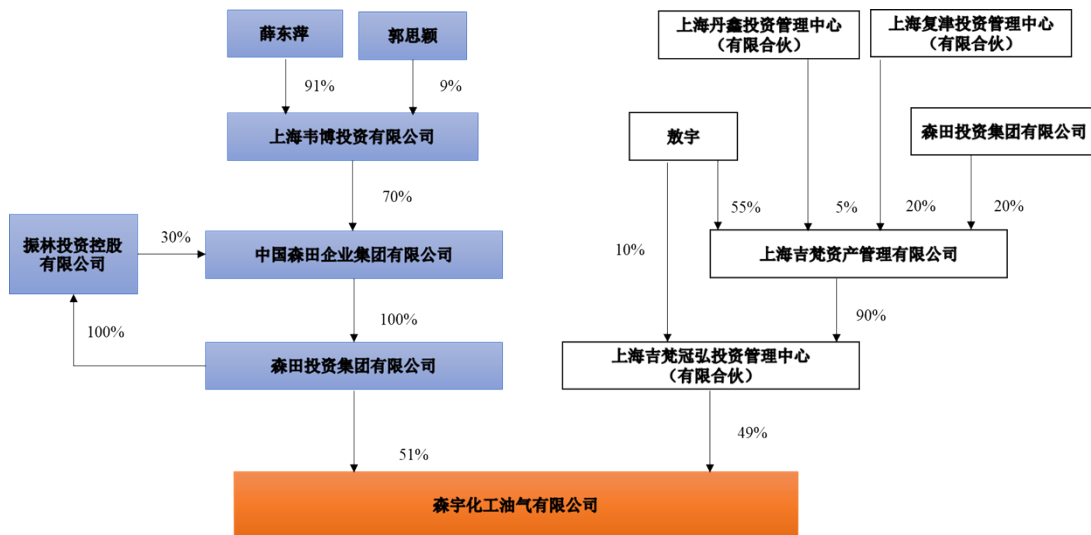 薛东萍
郭思颖
上海丹鑫投资管理中心
（有限合伙）
上海复津投资管理中心
（有限合伙）
91%
9%
上海韦博投资有限公司
敖宇
森田投资集团有限公司
70%
55%
5%
20%
20%
振林投资控股
有限公司
30%
中国森田企业集团有限公司
10%
上海吉梵资产管理有限公司
100%
100%
90%
森田投资集团有限公司
上海吉梵冠弘投资管理中心
（有限合伙）
51%
49%
森宇化工油气有限公司